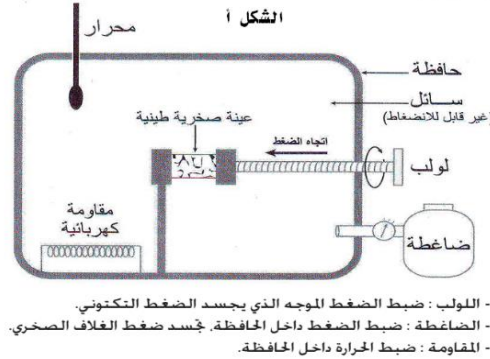 الشكل أ
محرار
حافظة
سائل
(غير قابل للانضغاط)
عينة صخرية طينية
اتجاه الضغط
لولب
مقاومة
كهربائية
ضاغطة
- اللولب : ضبط الضغط الموجه الذي يجسد الضغط التكتوني.
- الضاغطة : ضبط الضغط داخل الحافظة، تجسد ضغط الغلاف الصخري.
- المقاومة : ضبط الحرارة داخل الحافظة.